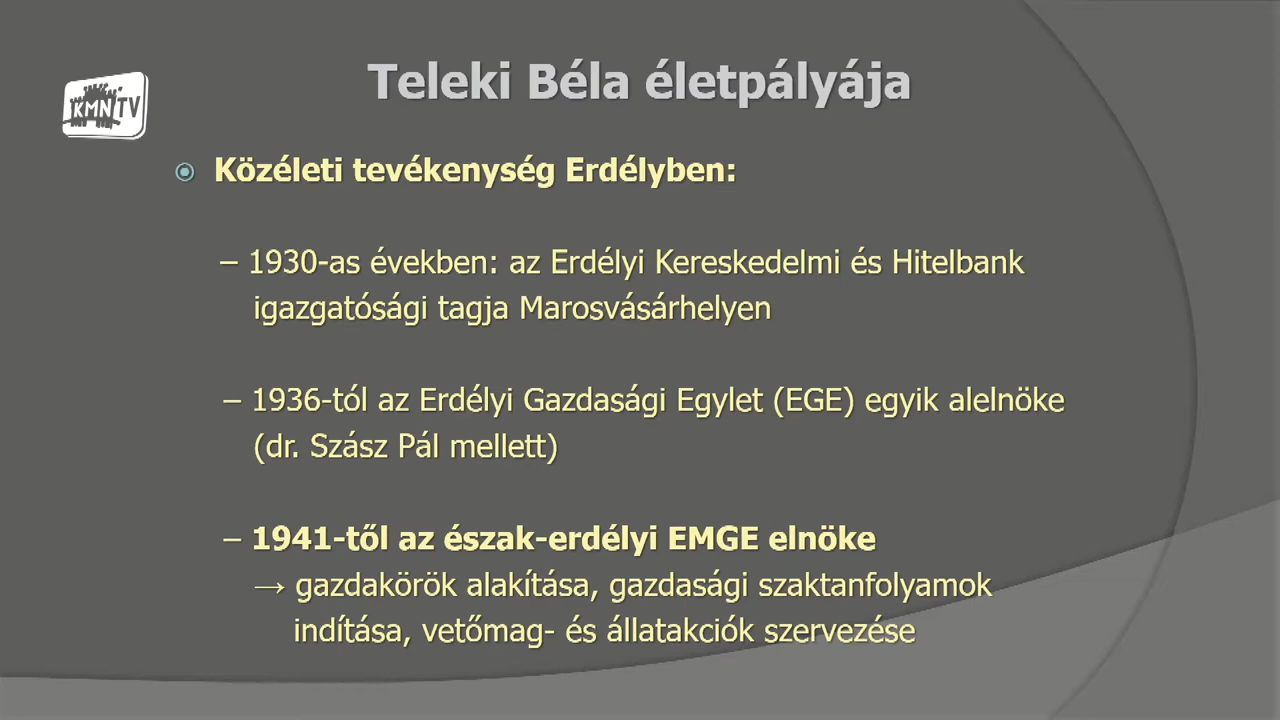 Teleki Béla életpályája
KMN TV
Közéleti tevékenység Erdélyben:
– 1930-as években: az Erdélyi Kereskedelmi és Hitelbank
igazgatósági tagja Marosvásárhelyen
– 1936-tól az Erdélyi Gazdasági Egylet (EGE) egyik alelnöke
(dr. Szász Pál mellett)
– 1941-től az észak-erdélyi EMGE elnöke
→ gazdakörök alakítása, gazdasági szaktanfolyamok
indítása, vetőmag- és állatakciók szervezése